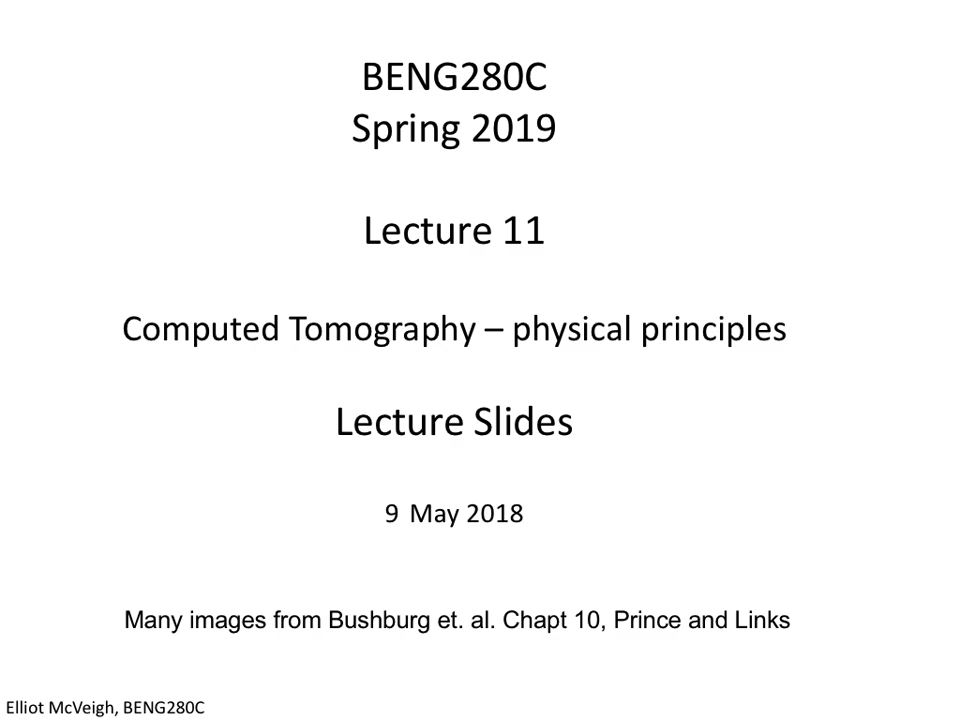 BENG280C
Spring 2019
Lecture 11
Computed Tomography – physical principles
Lecture Slides
9 May 2018
Many images from Bushburg et. al. Chapt 10, Prince and Links
Elliot McVeigh, BENG280C